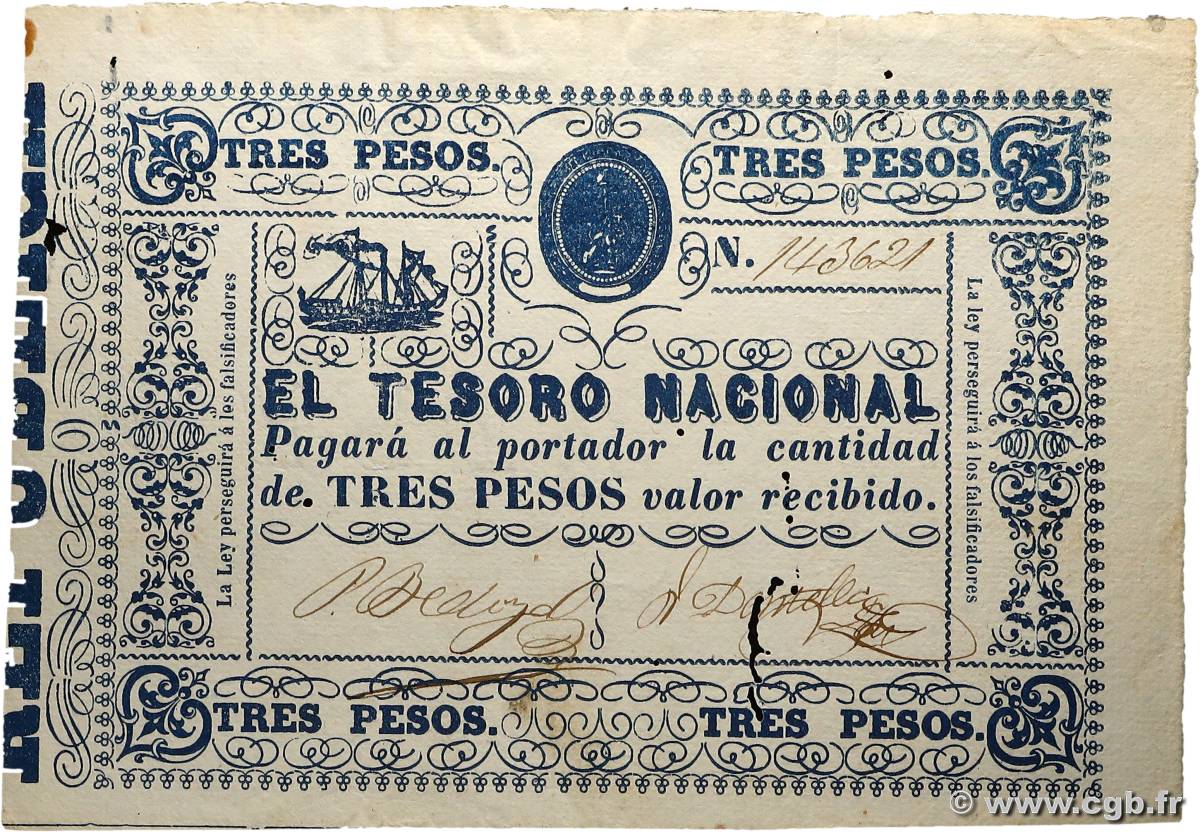 TRES PESOS.
TRES PESOS.
N. 143621
La Ley perseguirá á los falsificadores
La ley perseguirá á los falsificadores
EL TESORO NACIONAL
Pagará al portador la cantidad
de. TRES PESOS valor recibido.
TRES PESOS.
TRES PESOS.
© www.cgb.fr